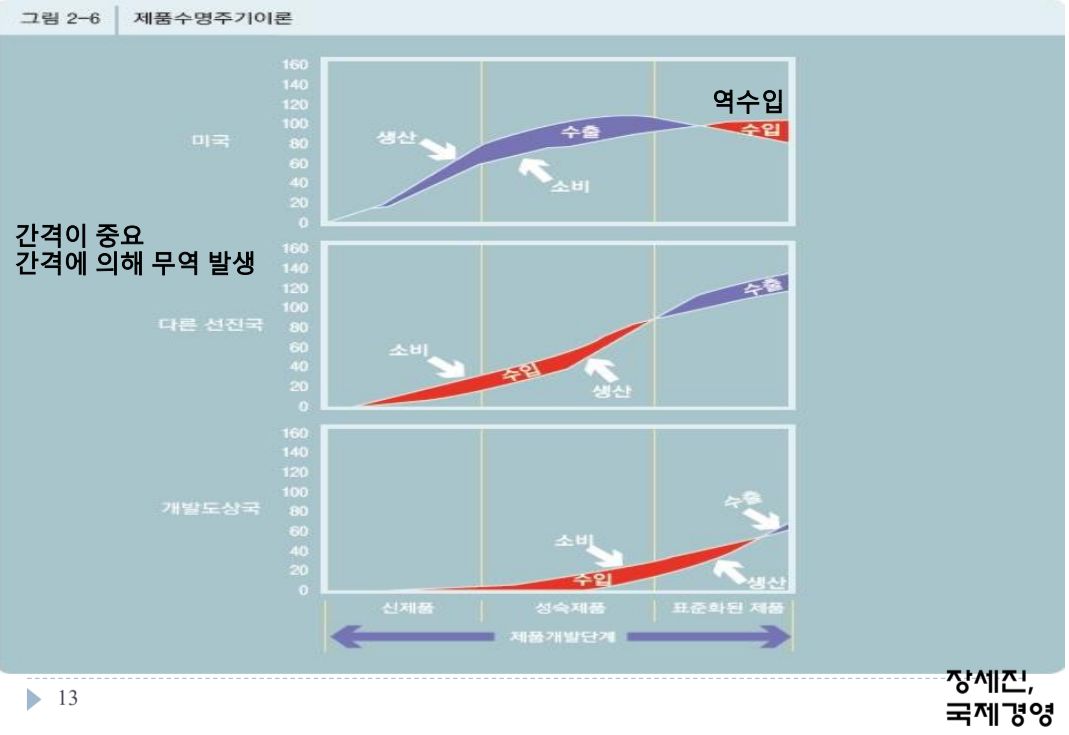 그림 2-6 제품수명주기이론
160
140
120
100
80
60
40
20
0
미국
생산
수출
소비
역수입
수입
간격이 중요
간격에 의해 무역 발생
160
140
120
100
80
60
40
20
0
다른 선진국
소비
수입
생산
수출
160
140
120
100
80
60
40
20
0
개발도상국
소비
수입
수출
생산
신제품 성숙제품 표준화된 제품
제품개발단계
13
장세진,
국제경영